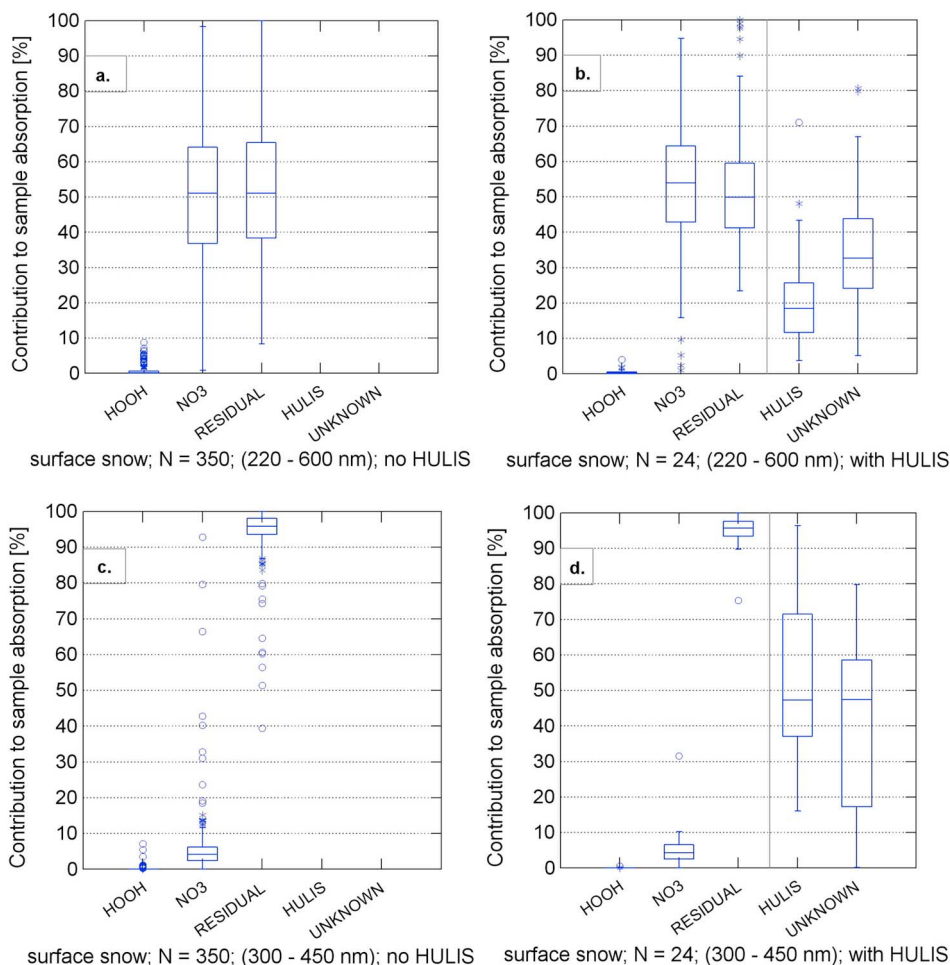 Contribution to sample absorption [%]
100
90
80
70
60
50
40
30
20
10
0
a.
HOOH
NO3
RESIDUAL
HULIS
UNKNOWN
surface snow; N = 350; (220 - 600 nm); no HULIS
Contribution to sample absorption [%]
100
90
80
70
60
50
40
30
20
10
0
b.
HOOH
NO3
RESIDUAL
HULIS
UNKNOWN
surface snow; N = 24; (220 - 600 nm); with HULIS
Contribution to sample absorption [%]
100
90
80
70
60
50
40
30
20
10
0
c.
HOOH
NO3
RESIDUAL
HULIS
UNKNOWN
surface snow; N = 350; (300 - 450 nm); no HULIS
Contribution to sample absorption [%]
100
90
80
70
60
50
40
30
20
10
0
d.
HOOH
NO3
RESIDUAL
HULIS
UNKNOWN
surface snow; N = 24; (300 - 450 nm); with HULIS